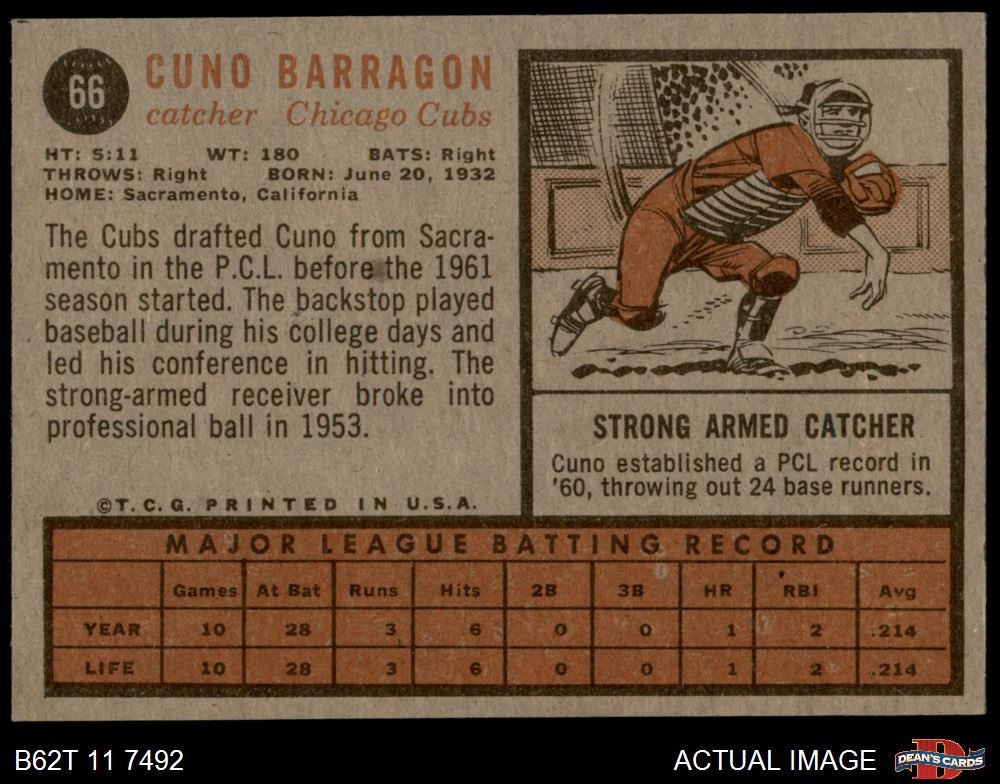 66
CUNO BARRAGON
catcher Chicago Cubs
HT: 5:11 WT: 180 BATS: Right
THROWS: Right BORN: June 20, 1932
HOME: Sacramento, California
The Cubs drafted Cuno from Sacra-
mento in the P.C.L. before the 1961
season started. The backstop played
baseball during his college days and
led his conference in hitting. The
strong-armed receiver broke into
professional ball in 1953.
©T.C.G. PRINTED IN U.S.A.
STRONG ARMED CATCHER
Cuno established a PCL record in
'60, throwing out 24 base runners.
MAJOR LEAGUE BATTING RECORD
Games At Bat Runs Hits 2B 3B HR RBI Avg
YEAR 10 28 3 6 0 0 1 2 .214
LIFE 10 28 3 6 0 0 1 2 .214
B62T 11 7492
ACTUAL IMAGE
D
DEAN'S CARDS